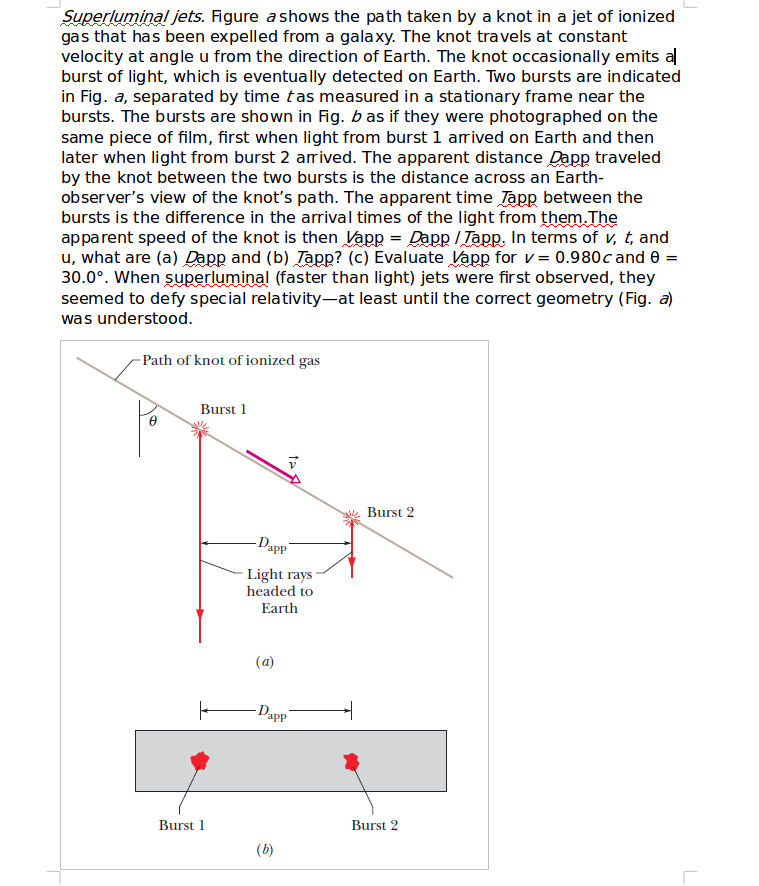 Superluminal jets. Figure a shows the path taken by a knot in a jet of ionized
gas that has been expelled from a galaxy. The knot travels at constant
velocity at angle u from the direction of Earth. The knot occasionally emits a
burst of light, which is eventually detected on Earth. Two bursts are indicated
in Fig. a, separated by time t as measured in a stationary frame near the
bursts. The bursts are shown in Fig. b as if they were photographed on the
same piece of film, first when light from burst 1 arrived on Earth and then
later when light from burst 2 arrived. The apparent distance Dapp traveled
by the knot between the two bursts is the distance across an Earth-
observer’s view of the knot’s path. The apparent time Tapp between the
bursts is the difference in the arrival times of the light from them.The
apparent speed of the knot is then Vapp = Dapp /Tapp. In terms of v, t, and
u, what are (a) Dapp and (b) Tapp? (c) Evaluate Vapp for v = 0.980c and θ =
30.0°. When superluminal (faster than light) jets were first observed, they
seemed to defy special relativity—at least until the correct geometry (Fig. a)
was understood.
Path of knot of ionized gas
Burst 1
θ
v⃗
Burst 2
Dapp
Light rays
headed to
Earth
(a)
Dapp
Burst 1
Burst 2
(b)